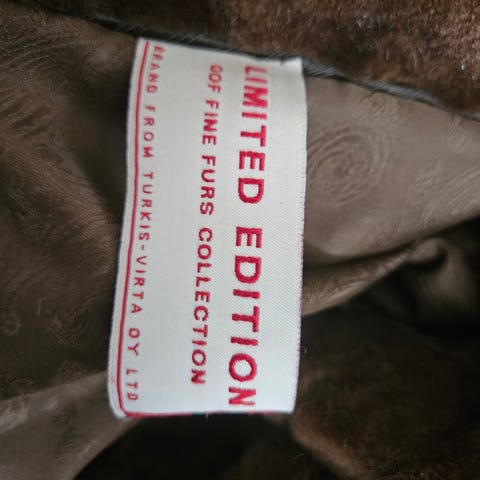 LIMITED EDITION
GOF FINE FURS COLLECTION
BRAND FROM TURKIS-VIRTA OY LTD